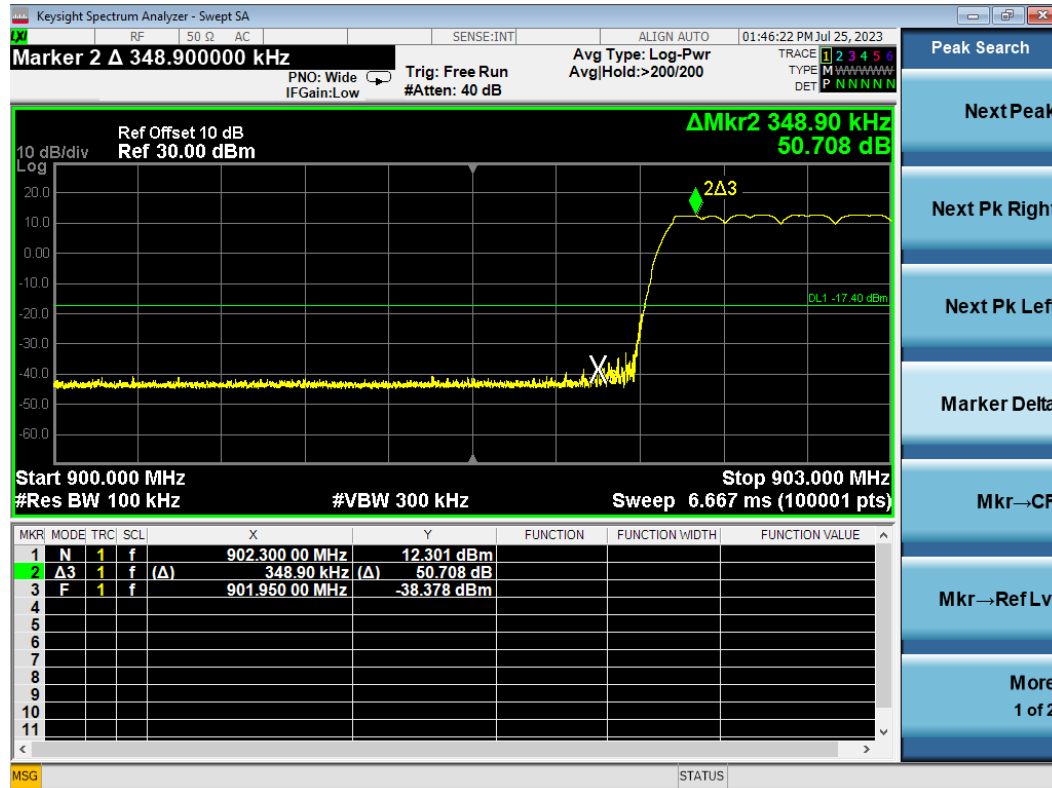 Keysight Spectrum Analyzer - Swept SA
LXI RF 50 Ω AC SENSE:INT ALIGN AUTO 01:46:22 PM Jul 25, 2023
Marker 2 Δ 348.900000 kHz
PNO: Wide
IFGain:Low
Trig: Free Run
#Atten: 40 dB
Avg Type: Log-Pwr
Avg|Hold:>200/200
TRACE 1 2 3 4 5 6
TYPE M W W W W W
DET P N N N N N
Peak Search
Next Peak
Next Pk Right
Next Pk Left
Marker Delta
Mkr→CF
Mkr→Ref Lv
More
1 of 2
ΔMkr2 348.90 kHz
50.708 dB
Ref Offset 10 dB
10 dB/div Ref 30.00 dBm
Log
20.0
10.0
0.00
-10.0
-20.0
-30.0
-40.0
-50.0
-60.0
2Δ3
DL1 -17.40 dBm
X
Start 900.000 MHz Stop 903.000 MHz
#Res BW 100 kHz #VBW 300 kHz Sweep 6.667 ms (100001 pts)
MKR MODE TRC SCL X Y FUNCTION FUNCTION WIDTH FUNCTION VALUE
1 N 1 f 902.300 00 MHz 12.301 dBm
2 Δ3 1 f (Δ) 348.90 kHz (Δ) 50.708 dB
3 F 1 f 901.950 00 MHz -38.378 dBm
4
5
6
7
8
9
10
11
MSG STATUS